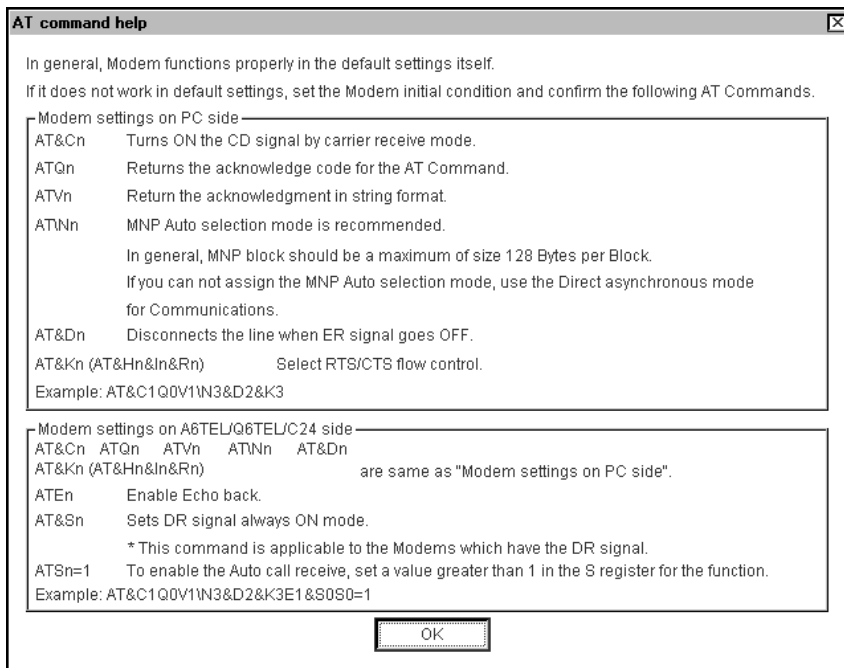 AT command help
In general, Modem functions properly in the default settings itself.
If it does not work in default settings, set the Modem initial condition and confirm the following AT Commands.
Modem settings on PC side
AT&Cn Turns ON the CD signal by carrier receive mode.
ATQn Returns the acknowledge code for the AT Command.
ATVn Return the acknowledgment in string format.
AT\Nn MNP Auto selection mode is recommended.
In general, MNP block should be a maximum of size 128 Bytes per Block.
If you can not assign the MNP Auto selection mode, use the Direct asynchronous mode
for Communications.
AT&Dn Disconnects the line when ER signal goes OFF.
AT&Kn (AT&Hn&In&Rn) Select RTS/CTS flow control.
Example: AT&C1Q0V1\N3&D2&K3
Modem settings on A6TEL/Q6TEL/C24 side
AT&Cn ATQn ATVn AT\Nn AT&Dn
AT&Kn (AT&Hn&In&Rn) are same as "Modem settings on PC side".
ATEn Enable Echo back.
AT&Sn Sets DR signal always ON mode.
* This command is applicable to the Modems which have the DR signal.
ATSn=1 To enable the Auto call receive, set a value greater than 1 in the S register for the function.
Example: AT&C1Q0V1\N3&D2&K3E1&S0S0=1
OK